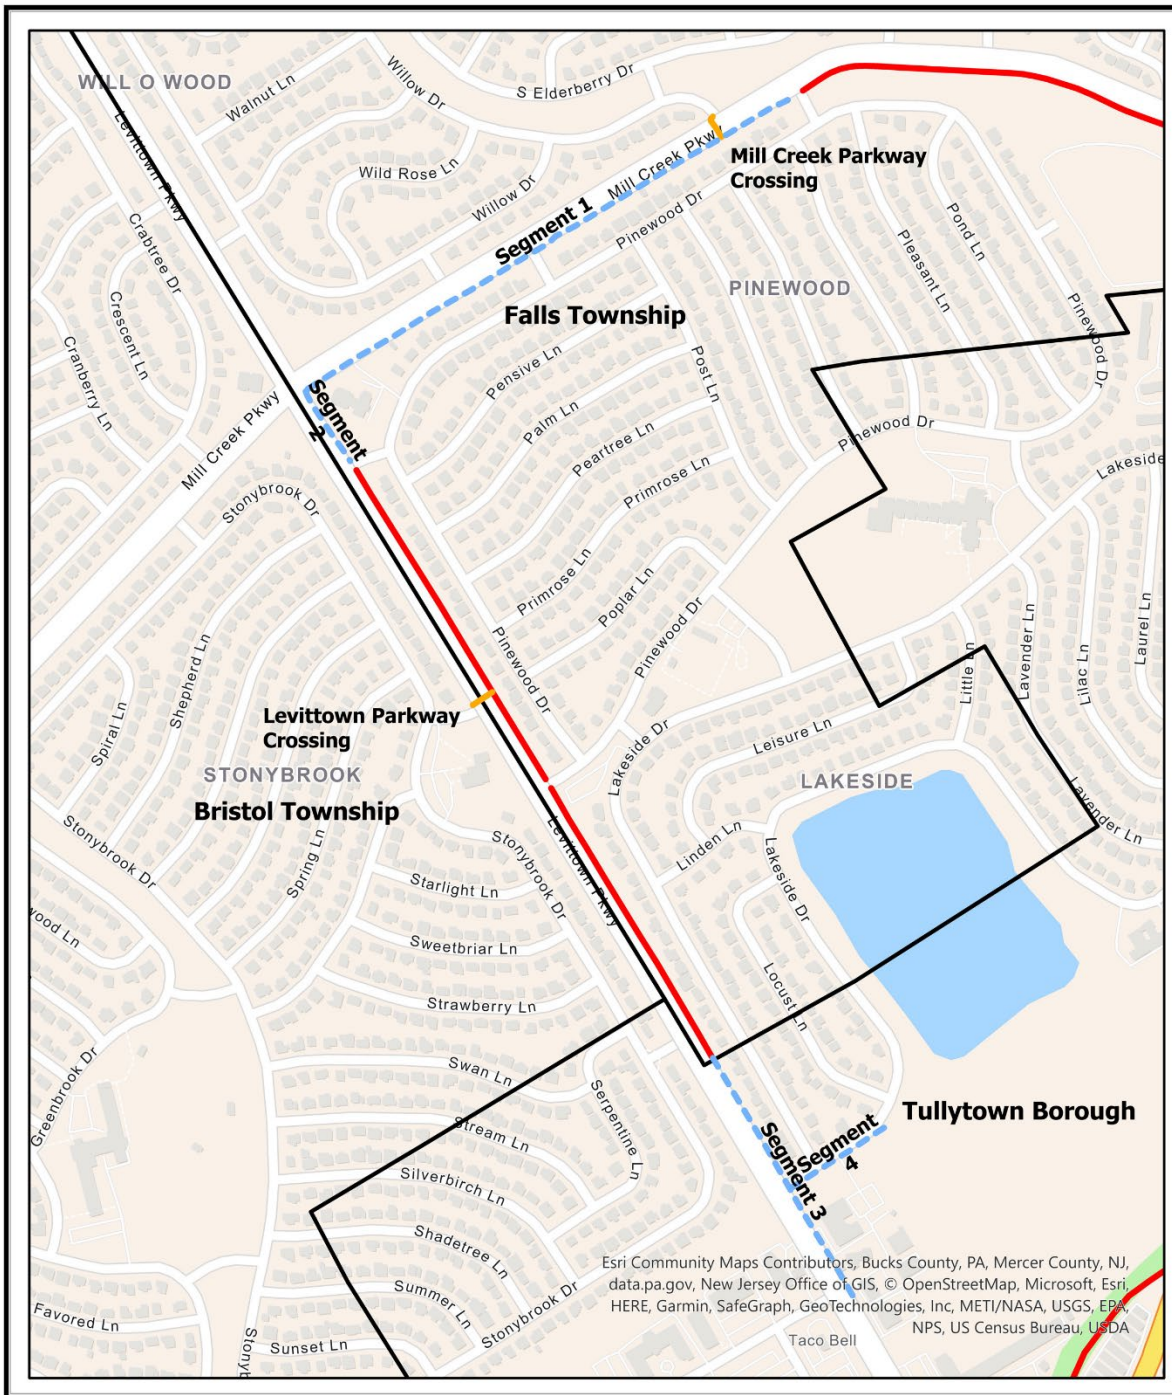 WILL O WOOD
Walnut Ln
Willow Dr
S Elderberry Dr
Levittown Pkwy
Wild Rose Ln
Willow Dr
Mill Creek Pkwy
Mill Creek Parkway
Crossing
Crabtree Dr
Segment 1
Pinewood Dr
Pond Ln
Pleasant Ln
Crescent Ln
PINEWOOD
Falls Township
Pinewood Dr
Cranberry Ln
Pensive Ln
Post Ln
Segment
2
Palm Ln
Mill Creek Pkwy
Peartree Ln
Pinewood Dr
Primrose Ln
Lakeside
Stonybrook Dr
Primrose Ln
Poplar Ln
Pinewood Dr
Pinewood Dr
Shepherd Ln
Spiral Ln
Little Ln
Lavender Ln
Lilac Ln
Laurel Ln
Levittown Parkway
Crossing
Lakeside Dr
Leisure Ln
STONYBROOK
LAKESIDE
Bristol Township
Lavender Ln
Stonybrook Dr
Spring Ln
Stonybrook Dr
Levittown Pkwy
Linden Ln
Lakeside Dr
Starlight Ln
wood Ln
Sweetbriar Ln
Locust Ln
Strawberry Ln
Greenbrook Dr
Swan Ln
Serpentine Ln
Tullytown Borough
Stream Ln
Segment
4
Segment 3
Silverbirch Ln
Shadetree Ln
Summer Ln
Stonybrook Dr
Favored Ln
Sunset Ln
Stonyb
Esri Community Maps Contributors, Bucks County, PA, Mercer County, NJ,
data.pa.gov, New Jersey Office of GIS, © OpenStreetMap, Microsoft, Esri,
HERE, Garmin, SafeGraph, GeoTechnologies, Inc, METI/NASA, USGS, EPA,
NPS, US Census Bureau, USDA
Taco Bell